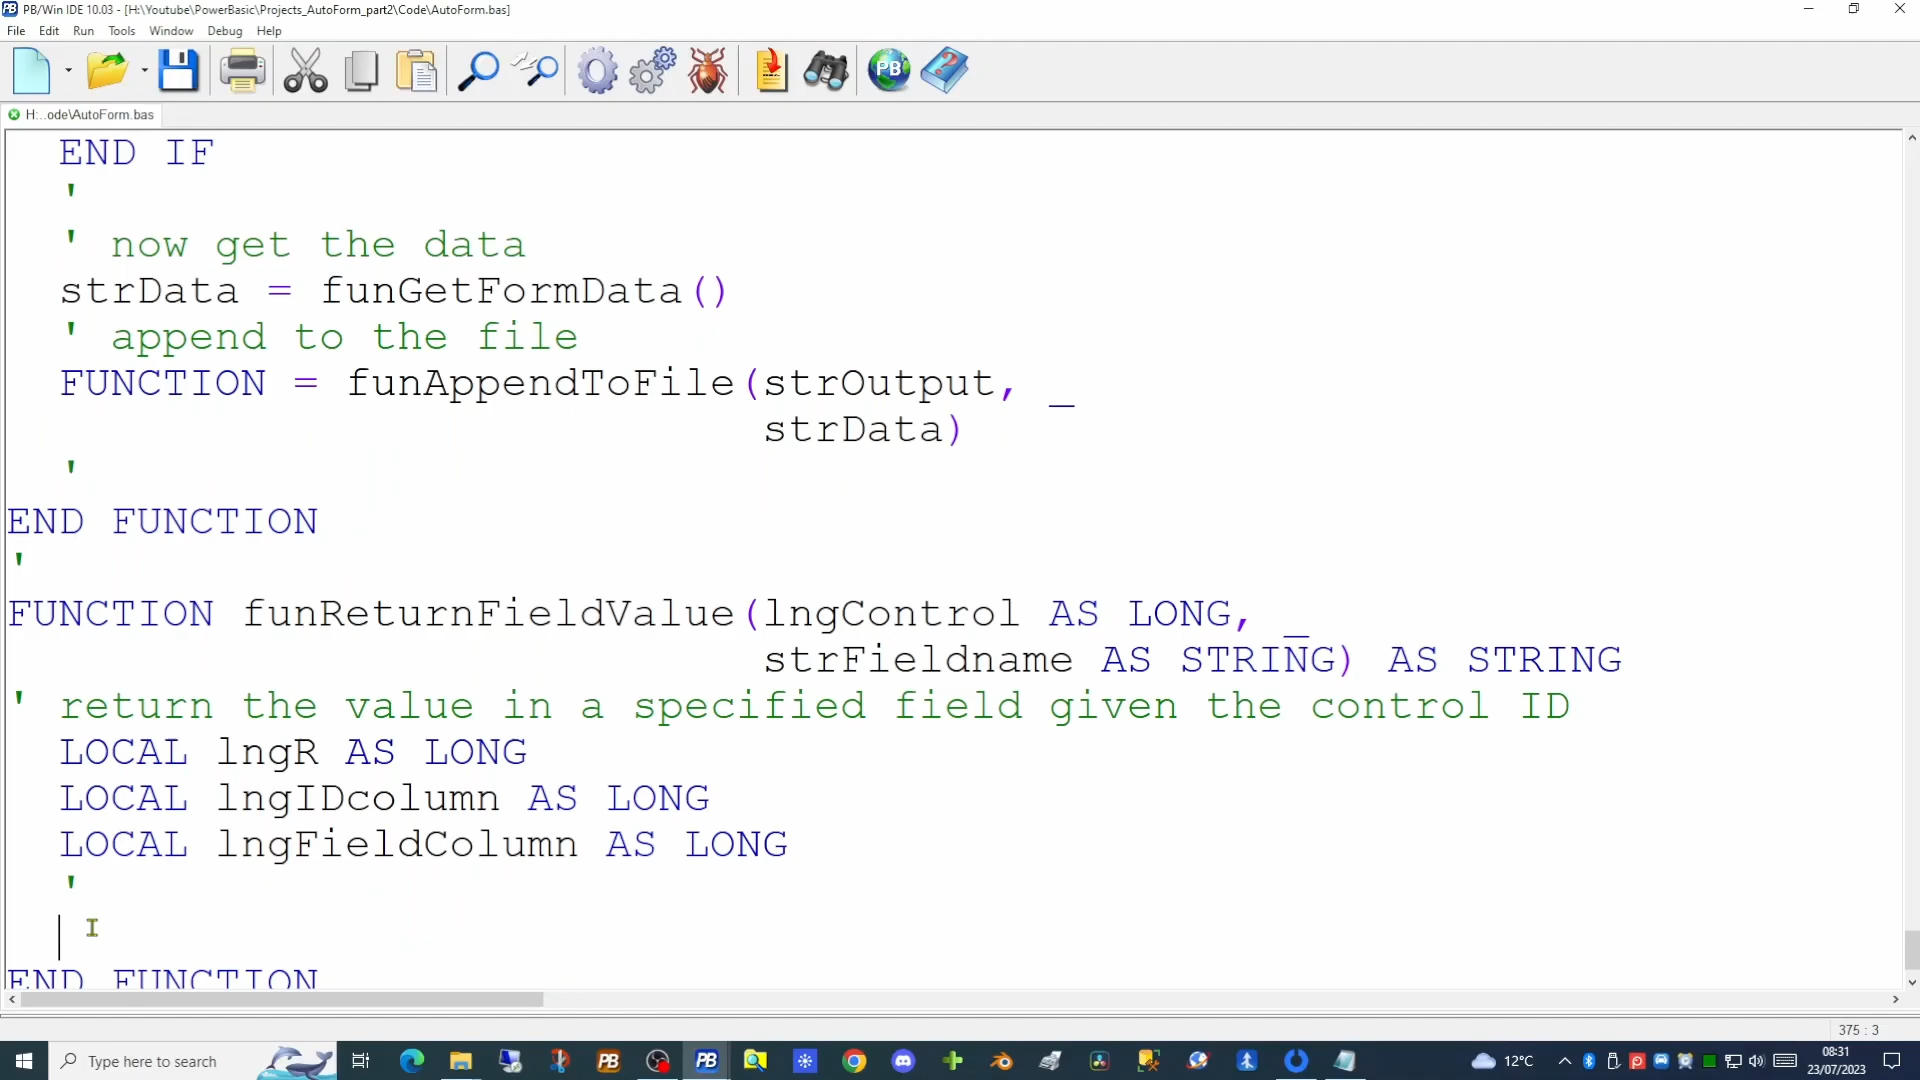 PB/Win IDE 10.03 - [H:\Youtube\PowerBasic\Projects_AutoForm_part2\Code\AutoForm.bas]
File Edit Run Tools Window Debug Help
PB
H:..ode\AutoForm.bas
END IF
'
' now get the data
strData = funGetFormData()
' append to the file
FUNCTION = funAppendToFile(strOutput, _
strData)
'
END FUNCTION
'
FUNCTION funReturnFieldValue(lngControl AS LONG, _
strFieldname AS STRING) AS STRING
' return the value in a specified field given the control ID
LOCAL lngR AS LONG
LOCAL lngIDcolumn AS LONG
LOCAL lngFieldColumn AS LONG
'
END FUNCTION
375 : 3
Type here to search
PB
PB
12°C
08:31
23/07/2023